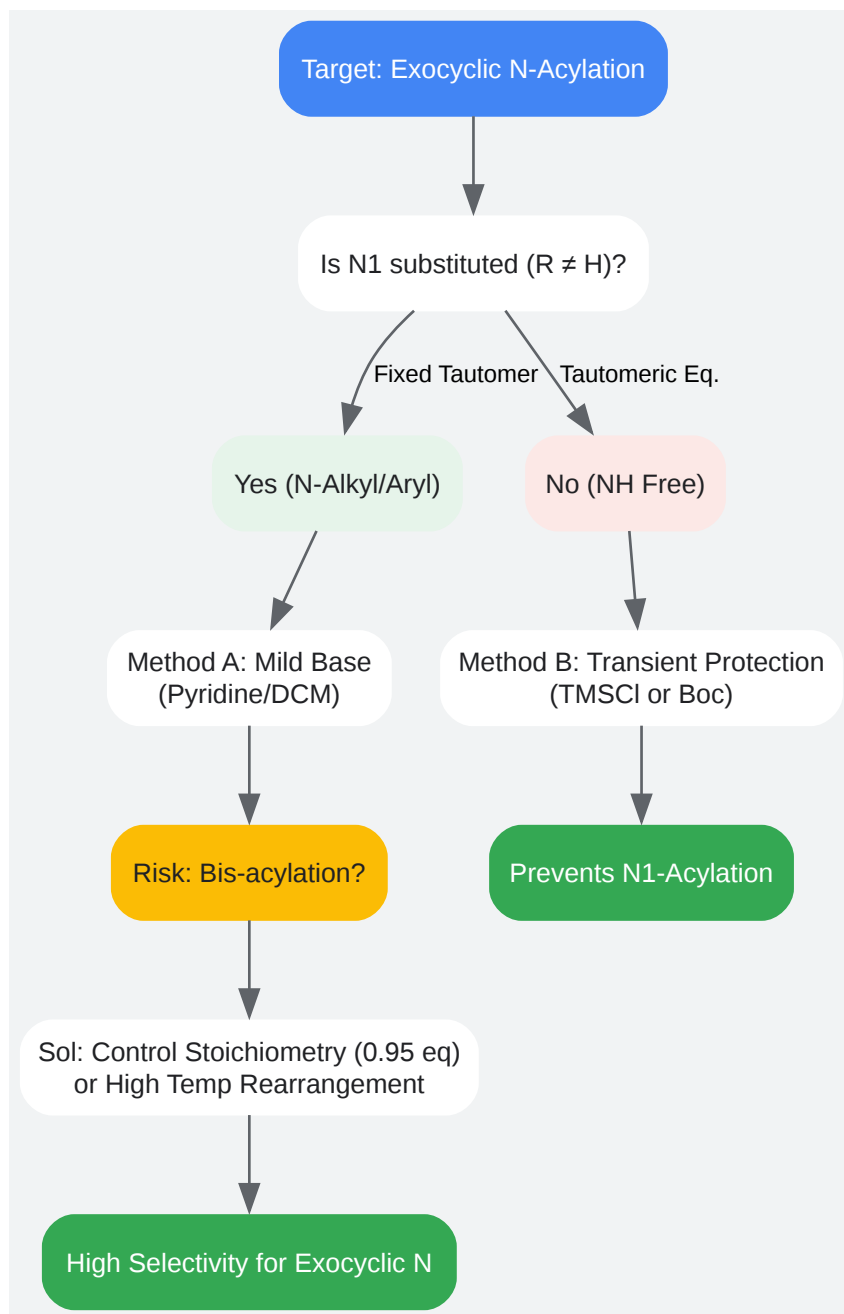 Target: Exocyclic N-Acylation
Is N1 substituted (R ≠ H)?
Fixed Tautomer
Tautomeric Eq.
Yes (N-Alkyl/Aryl)
No (NH Free)
Method A: Mild Base
(Pyridine/DCM)
Method B: Transient Protection
(TMSCl or Boc)
Risk: Bis-acylation?
Prevents N1-Acylation
Sol: Control Stoichiometry (0.95 eq)
or High Temp Rearrangement
High Selectivity for Exocyclic N